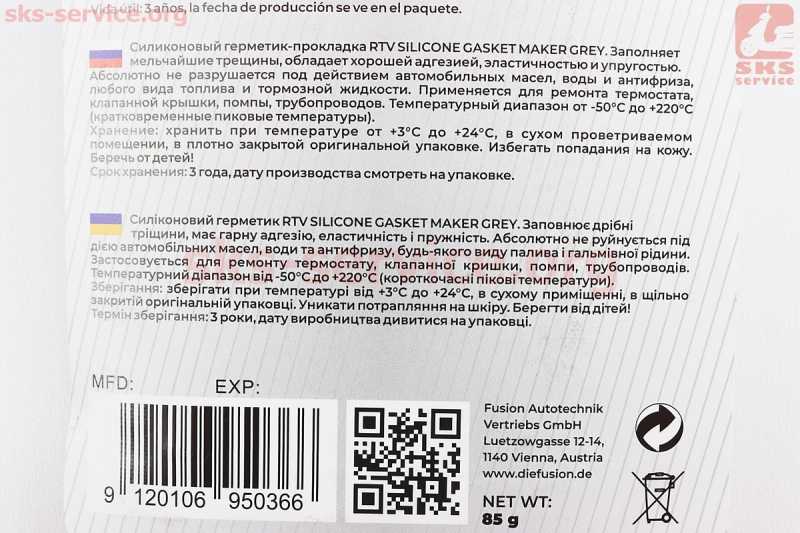 sks-service.org
Vida útil: 3 años, la fecha de producción se ve en el paquete.
SKS
service
Силиконовый герметик-прокладка RTV SILICONE GASKET MAKER GREY. Заполняет
мельчайшие трещины, обладает хорошей адгезией, эластичностью и упругостью.
Абсолютно не разрушается под действием автомобильных масел, воды и антифриза,
любого вида топлива и тормозной жидкости. Применяется для ремонта термостата,
клапанной крышки, помпы, трубопроводов. Температурный диапазон от -50°C до +220°C
(кратковременные пиковые температуры).
Хранение: хранить при температуре от +3°C до +24°C, в сухом проветриваемом
помещении, в плотно закрытой оригинальной упаковке. Избегать попадания на кожу.
Беречь от детей!
Срок хранения: 3 года, дату производства смотреть на упаковке.
Силіконовий герметик RTV SILICONE GASKET MAKER GREY. Заповнює дрібні
тріщини, має гарну адгезію, еластичність і пружність. Абсолютно не руйнується під
дією автомобільних масел, води та антифризу, будь-якого виду палива і гальмівної рідини.
Застосовується для ремонту термостату, клапанної кришки, помпи, трубопроводів.
Температурний діапазон від -50°C до +220°C (короткочасні пікові температури).
Зберігання: зберігати при температурі від +3°C до +24°C, в сухому приміщенні, в щільно
закритій оригінальній упаковці. Уникати потрапляння на шкіру. Берегти від дітей!
Термін зберігання: 3 роки, дату виробництва дивитися на упаковці.
MFD: EXP:
9 120106 950366
Fusion Autotechnik
Vertriebs GmbH
Luetzowgasse 12-14,
1140 Vienna, Austria
www.diefusion.de
NET WT:
85 g